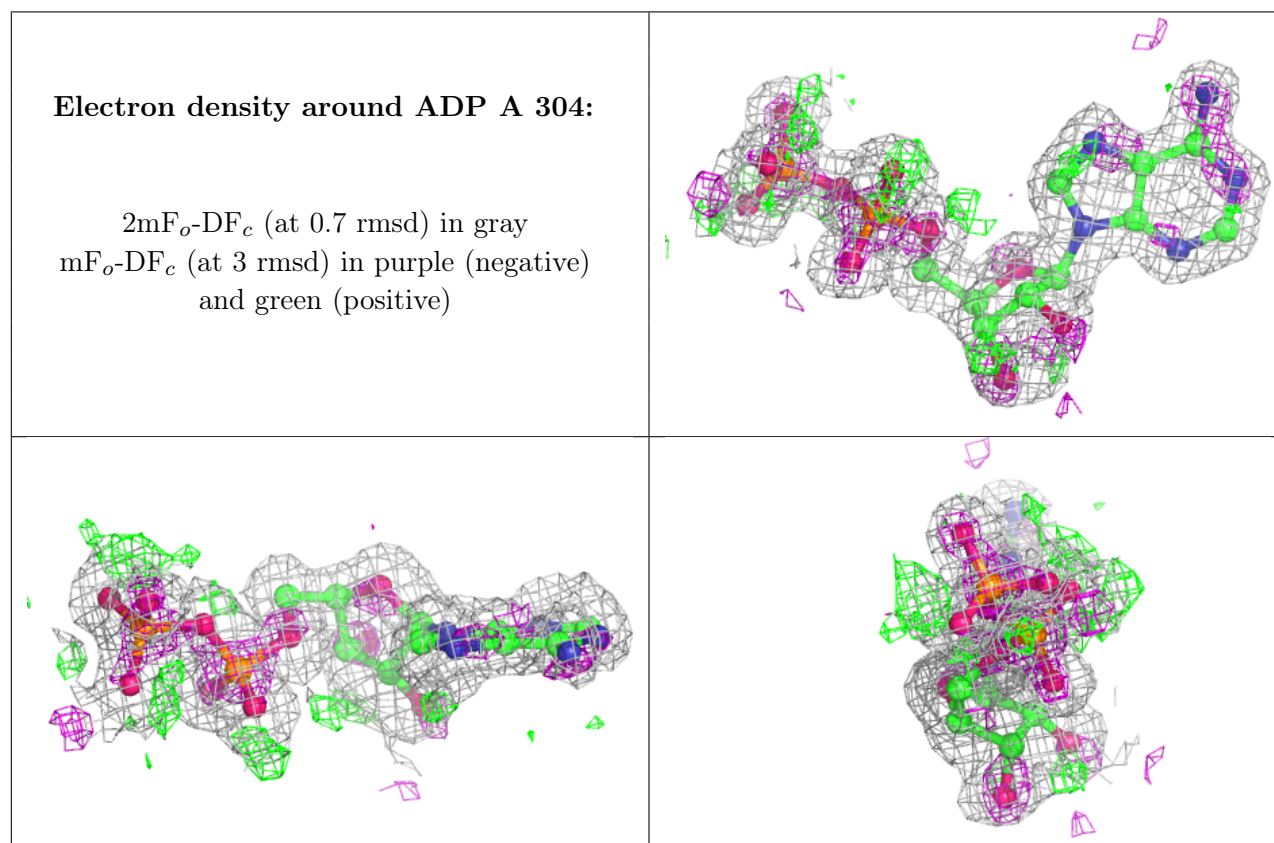 Electron density around ADP A 304:
2mFo-DFc (at 0.7 rmsd) in gray
mFo-DFc (at 3 rmsd) in purple (negative)
and green (positive)